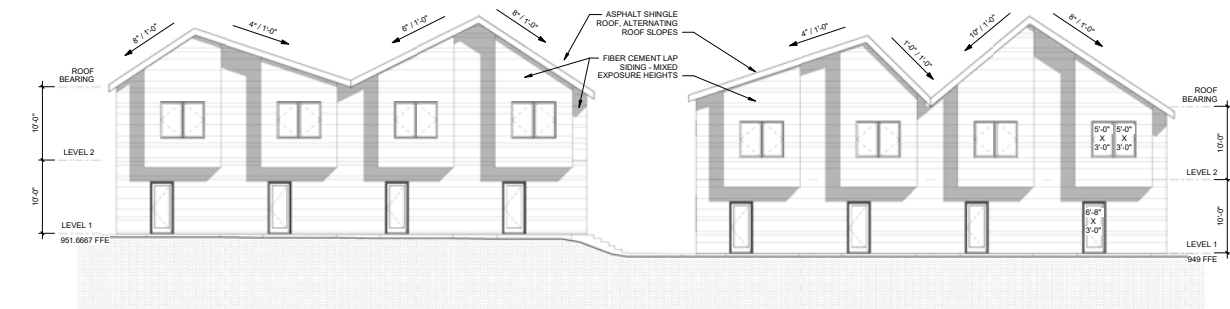 8" / 1'-0"
4" / 1'-0"
6" / 1'-0"
8" / 1'-0"
ASPHALT SHINGLE
ROOF, ALTERNATING
ROOF SLOPES
FIBER CEMENT LAP
SIDING - MIXED
EXPOSURE HEIGHTS
4" / 1'-0"
1'-0" / 1'-0"
10" / 1'-0"
8" / 1'-0"
ROOF
BEARING
10'-0"
LEVEL 2
10'-0"
LEVEL 1
951.6667 FFE
5'-0" 5'-0"
X X
3'-0" 3'-0"
6'-8"
X
3'-0"
ROOF
BEARING
10'-0"
LEVEL 2
10'-0"
LEVEL 1
949 FFE